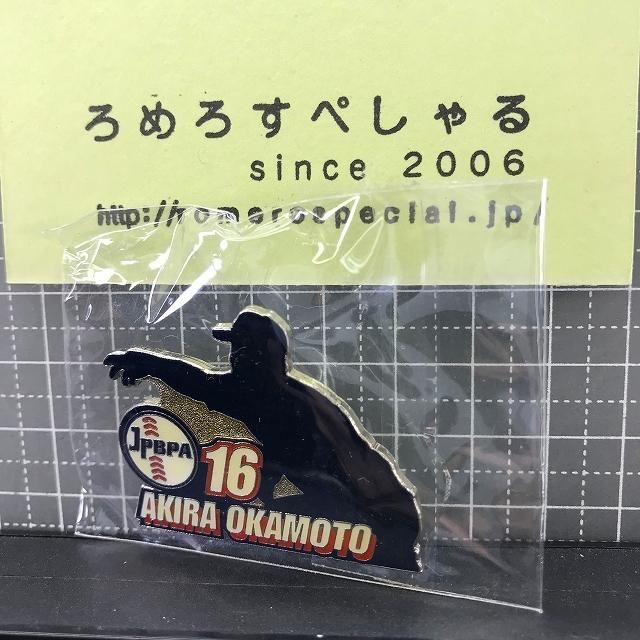 ろめろすぺしゃる
since 2006
http://romerospecial.jp/
JPBPA
16
AKIRA OKAMOTO